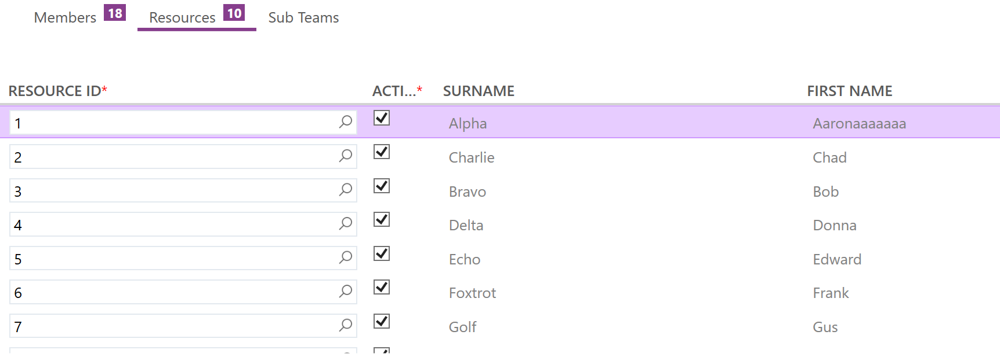 Members 18 Resources 10 Sub Teams
RESOURCE ID* ACTI...* SURNAME FIRST NAME
1 Alpha Aaronaaaaaaa
2 Charlie Chad
3 Bravo Bob
4 Delta Donna
5 Echo Edward
6 Foxtrot Frank
7 Golf Gus